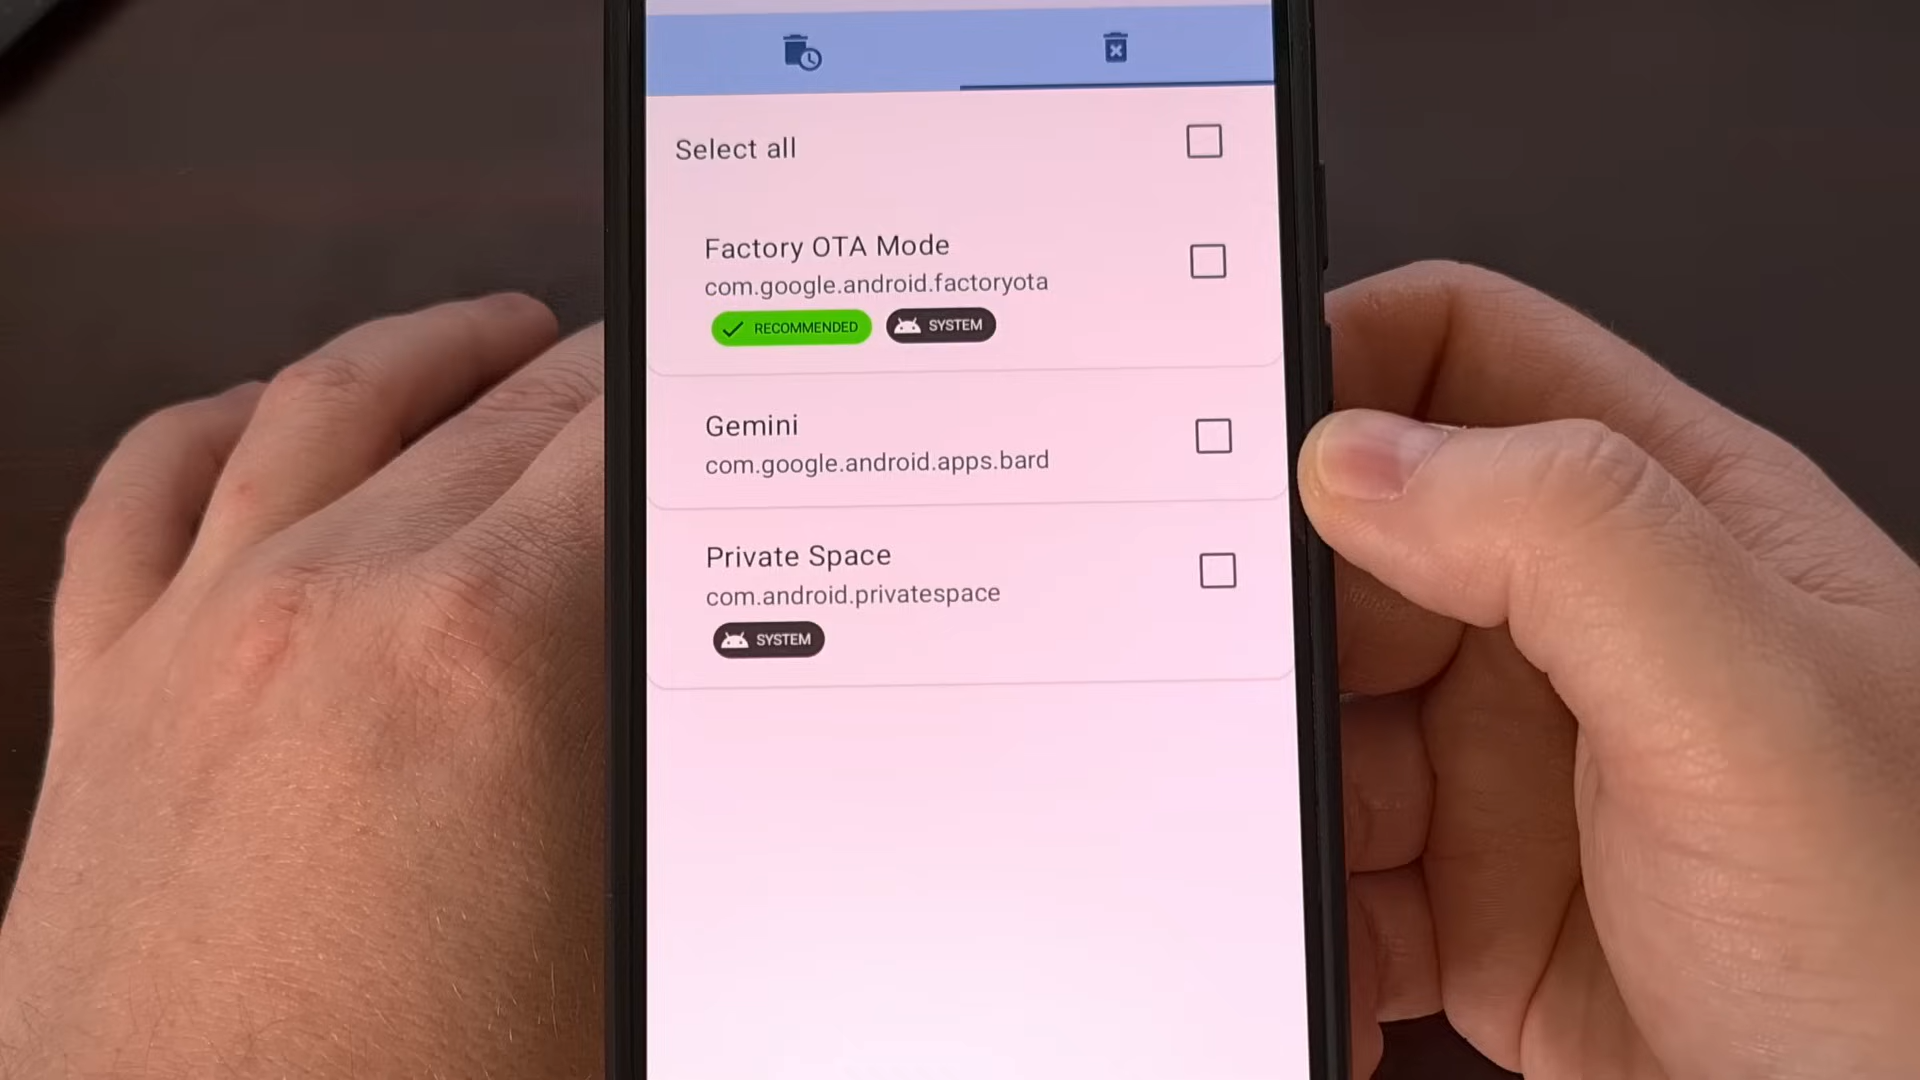 Select all
Factory OTA Mode
com.google.android.factoryota
RECOMMENDED SYSTEM
Gemini
com.google.android.apps.bard
Private Space
com.android.privatespace
SYSTEM